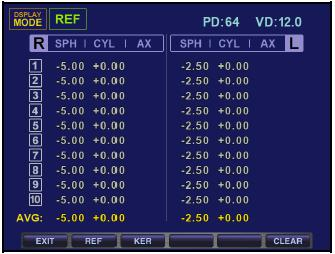 DSPLAY MODE REF PD:64 VD:12.0
R SPH | CYL | AX SPH | CYL | AX L
1 -5.00 +0.00 -2.50 +0.00
2 -5.00 +0.00 -2.50 +0.00
3 -5.00 +0.00 -2.50 +0.00
4 -5.00 +0.00 -2.50 +0.00
5 -5.00 +0.00 -2.50 +0.00
6 -5.00 +0.00 -2.50 +0.00
7 -5.00 +0.00 -2.50 +0.00
8 -5.00 +0.00 -2.50 +0.00
9 -5.00 +0.00 -2.50 +0.00
10 -5.00 +0.00 -2.50 +0.00
AVG: -5.00 +0.00 -2.50 +0.00
EXIT REF KER CLEAR